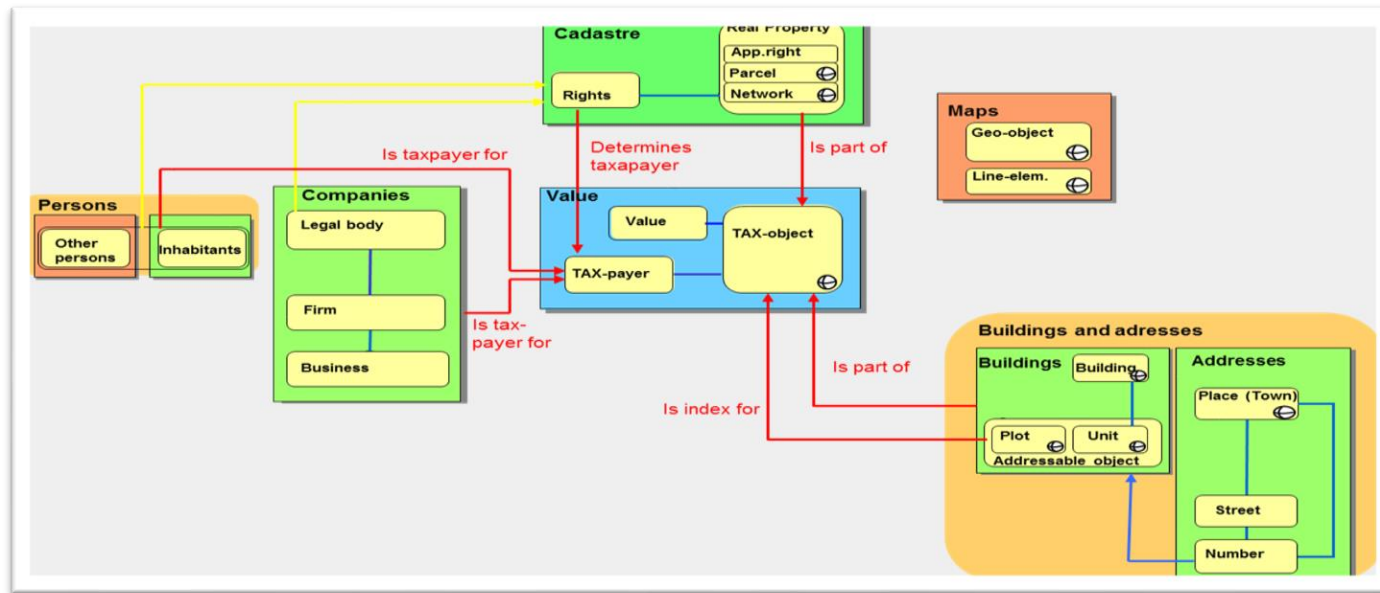 Cadastre
Real Property
App.right
Parcel
Network
Rights
Maps
Geo-object
Line-elem.
Is taxpayer for
Determines
taxapayer
Is part of
Persons
Other
persons
Inhabitants
Companies
Legal body
Firm
Business
Value
Value
TAX-object
TAX-payer
Is tax-
payer for
Is part of
Is index for
Buildings and adresses
Buildings
Building
Plot
Unit
Addressable object
Addresses
Place (Town)
Street
Number